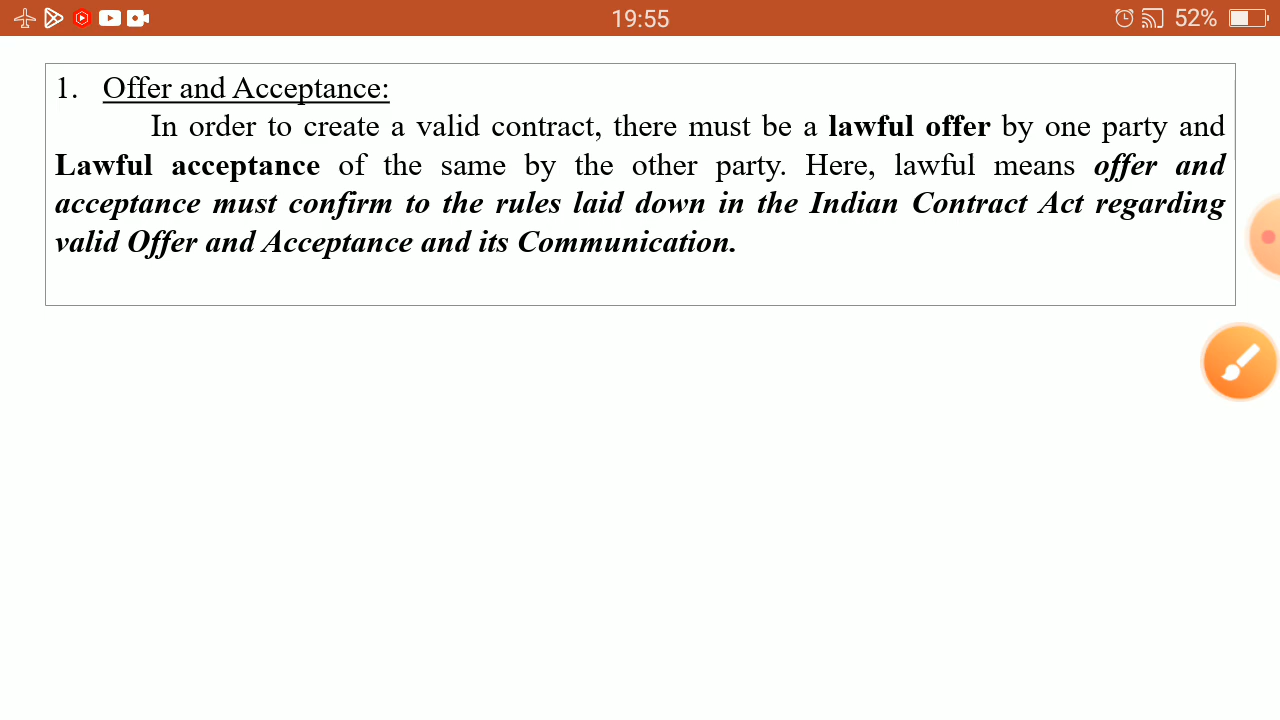 19:55
52%
1. Offer and Acceptance:
In order to create a valid contract, there must be a lawful offer by one party and
Lawful acceptance of the same by the other party. Here, lawful means offer and
acceptance must confirm to the rules laid down in the Indian Contract Act regarding
valid Offer and Acceptance and its Communication.